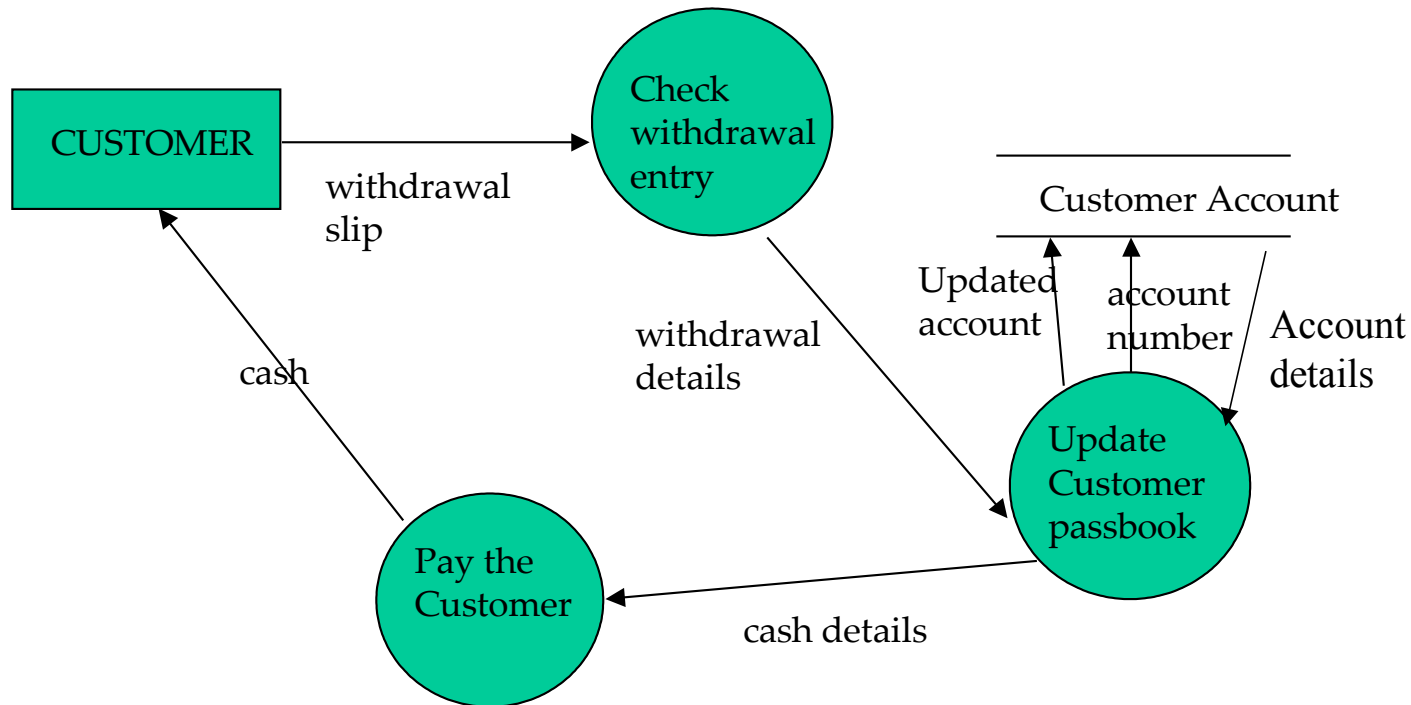 CUSTOMER
withdrawal
slip
Check
withdrawal
entry
Customer Account
Updated
account
account
number
Account
details
withdrawal
details
cash
Update
Customer
passbook
Pay the
Customer
cash details